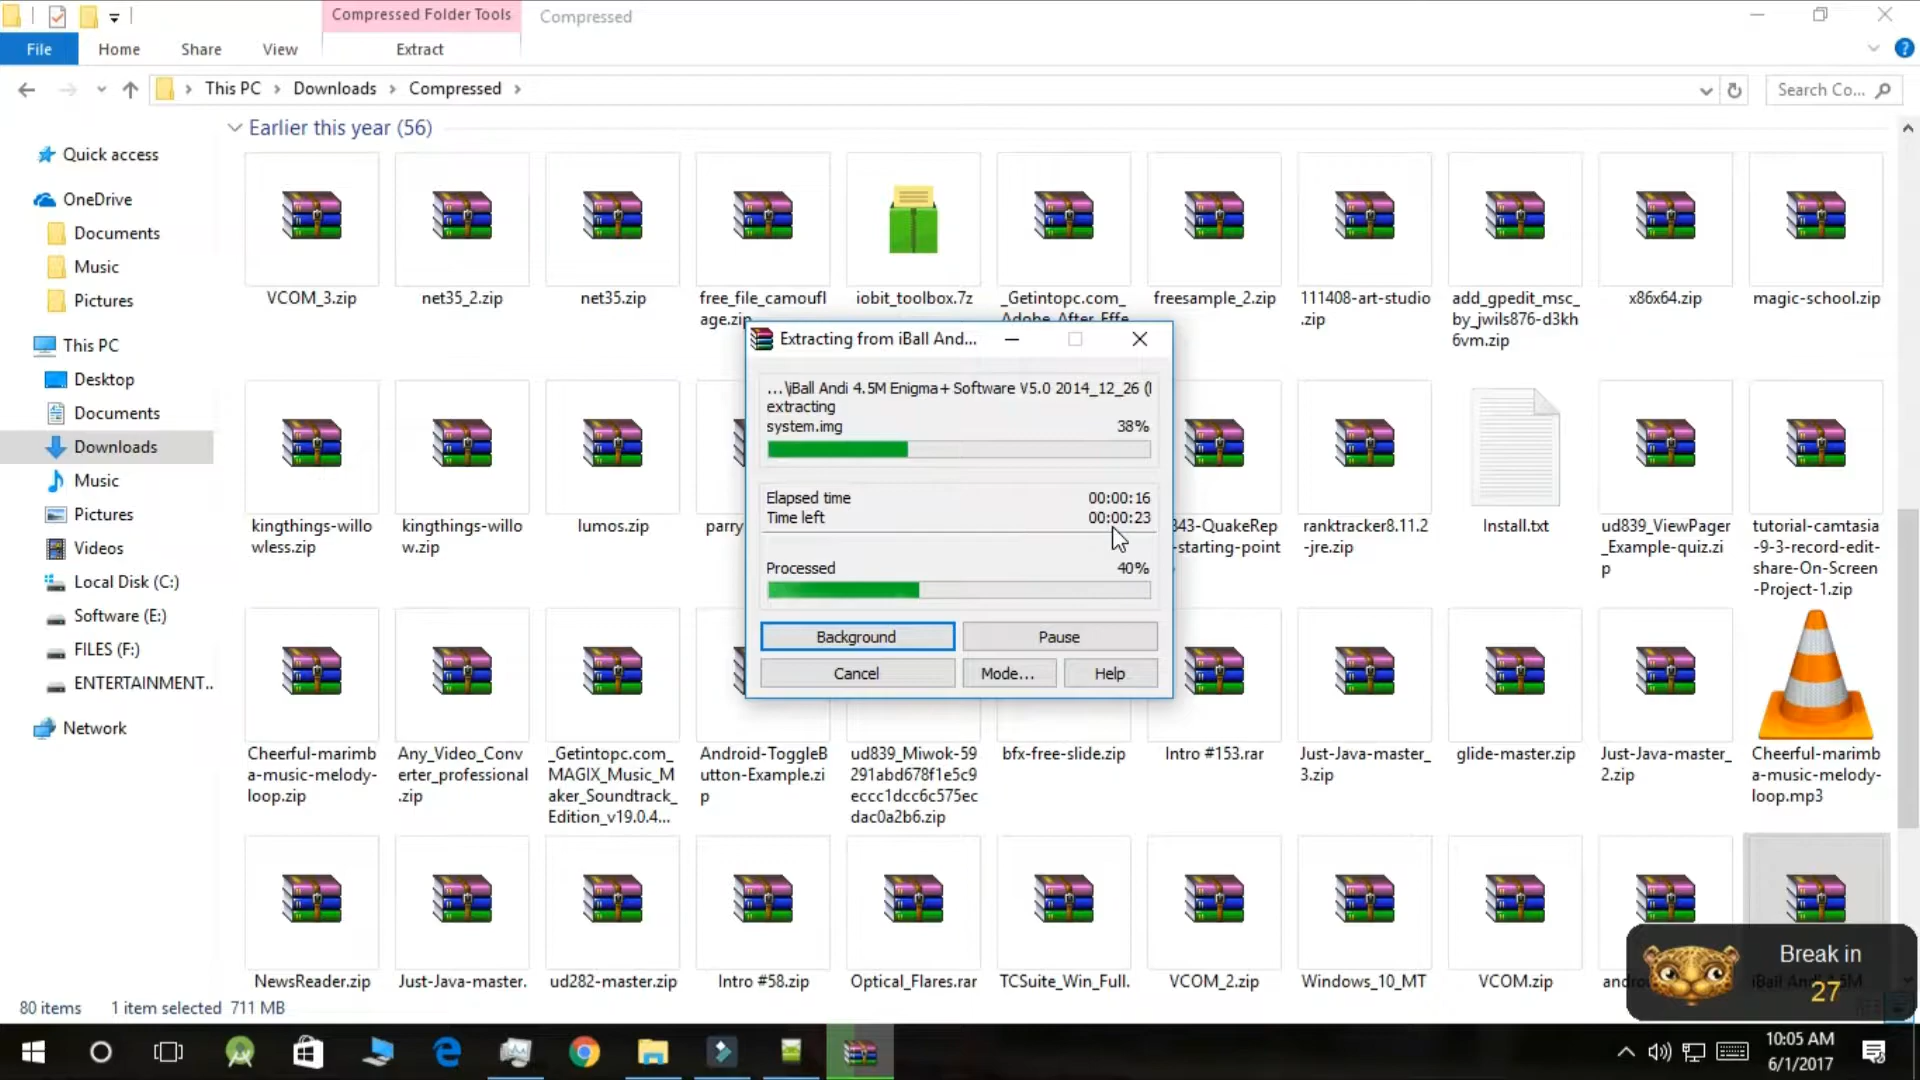 Compressed Folder Tools
Compressed
File
Home
Share
View
Extract
This PC
Downloads
Compressed
Search Co...
Earlier this year (56)
Quick access
OneDrive
Documents
Music
Pictures
This PC
Desktop
Documents
Downloads
Music
Pictures
Videos
Local Disk (C:)
Software (E:)
FILES (F:)
ENTERTAINMENT..
Network
VCOM_3.zip
net35_2.zip
net35.zip
free_file_camoufl
age.zip
iobit_toolbox.7z
_Getintopc.com_
Adobe_After_Effe
freesample_2.zip
111408-art-studio
.zip
add_gpedit_msc_
by_jwils876-d3kh
6vm.zip
x86x64.zip
magic-school.zip
Extracting from iBall And...
...\iBall Andi 4.5M Enigma+ Software V5.0 2014_12_26 (
extracting
system.img
38%
Elapsed time
00:00:16
Time left
00:00:23
Processed
40%
Background
Pause
Cancel
Mode...
Help
kingthings-willo
wless.zip
kingthings-willo
w.zip
lumos.zip
parry
343-QuakeRep
-starting-point
ranktracker8.11.2
-jre.zip
Install.txt
ud839_ViewPager
_Example-quiz.zi
p
tutorial-camtasia
-9-3-record-edit-
share-On-Screen
-Project-1.zip
Cheerful-marimb
a-music-melody-
loop.zip
Any_Video_Conv
erter_professional
.zip
_Getintopc.com_
MAGIX_Music_M
aker_Soundtrack_
Edition_v19.0.4...
Android-ToggleB
utton-Example.zi
p
ud839_Miwok-59
291abd678f1e5c9
eccc1dcc6c575ec
dac0a2b6.zip
bfx-free-slide.zip
Intro #153.rar
Just-Java-master_
3.zip
glide-master.zip
Just-Java-master_
2.zip
Cheerful-marimb
a-music-melody-
loop.mp3
NewsReader.zip
Just-Java-master.
ud282-master.zip
Intro #58.zip
Optical_Flares.rar
TCSuite_Win_Full.
VCOM_2.zip
Windows_10_MT
VCOM.zip
andro
iBall Andi 4.5M
Break in
27
80 items
1 item selected 711 MB
10:05 AM
6/1/2017